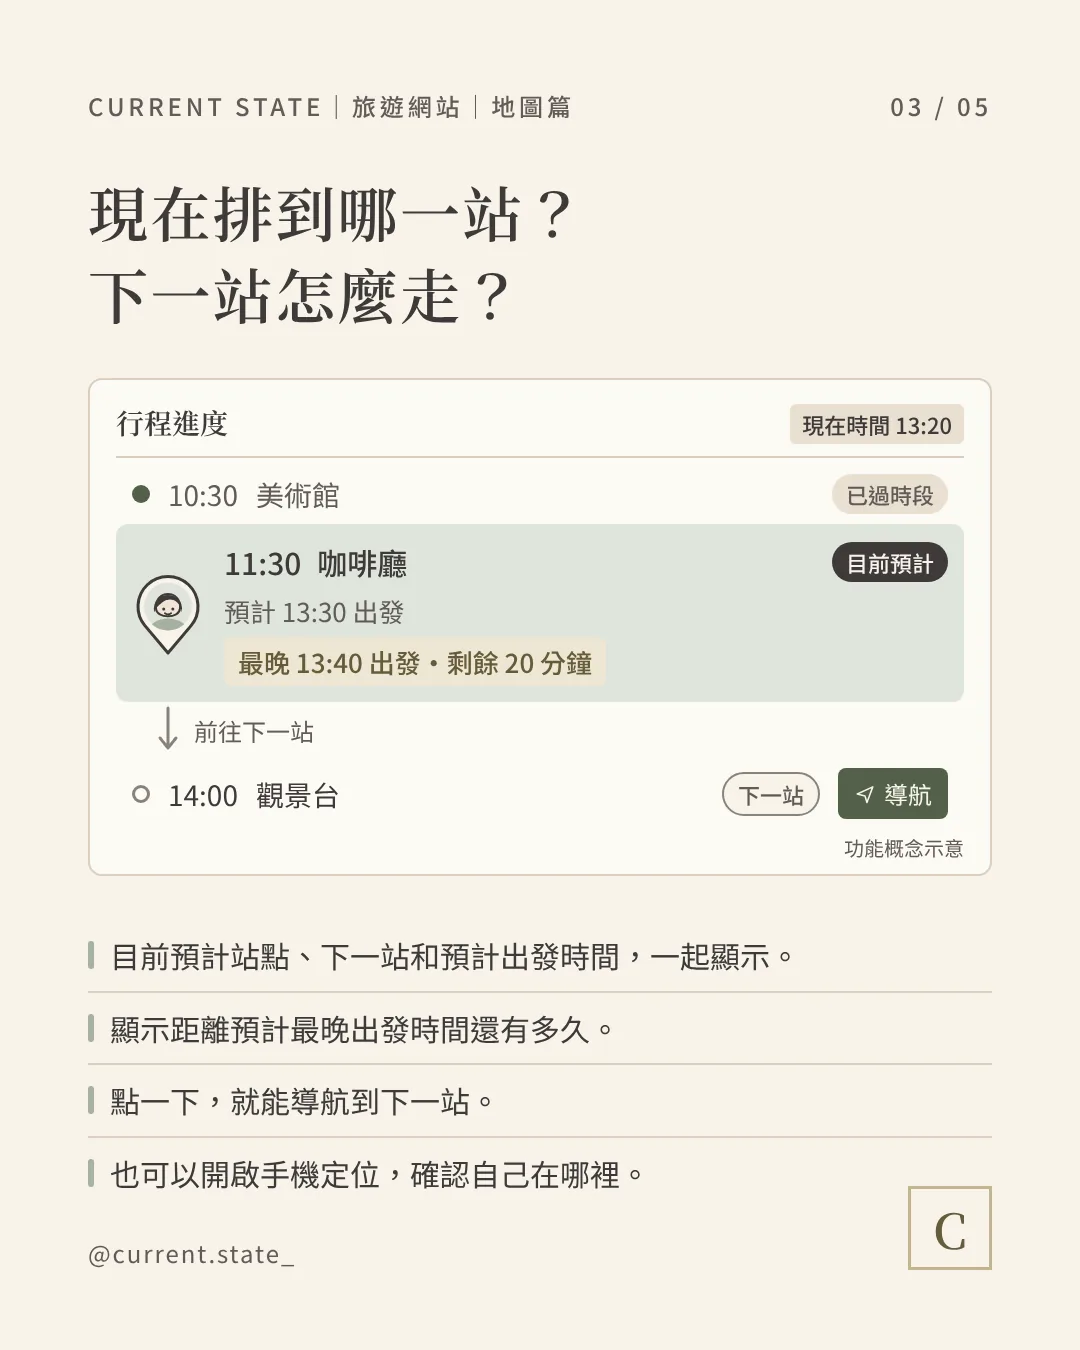 CURRENT STATE｜旅遊網站｜地圖篇
03 / 05
現在排到哪一站？
下一站怎麼走？
行程進度
現在時間 13:20
10:30 美術館
已過時段
11:30 咖啡廳
目前預計
預計 13:30 出發
最晚 13:40 出發・剩餘 20 分鐘
前往下一站
14:00 觀景台
下一站
導航
功能概念示意
目前預計站點、下一站和預計出發時間，一起顯示。
顯示距離預計最晚出發時間還有多久。
點一下，就能導航到下一站。
也可以開啟手機定位，確認自己在哪裡。
@current.state_
C